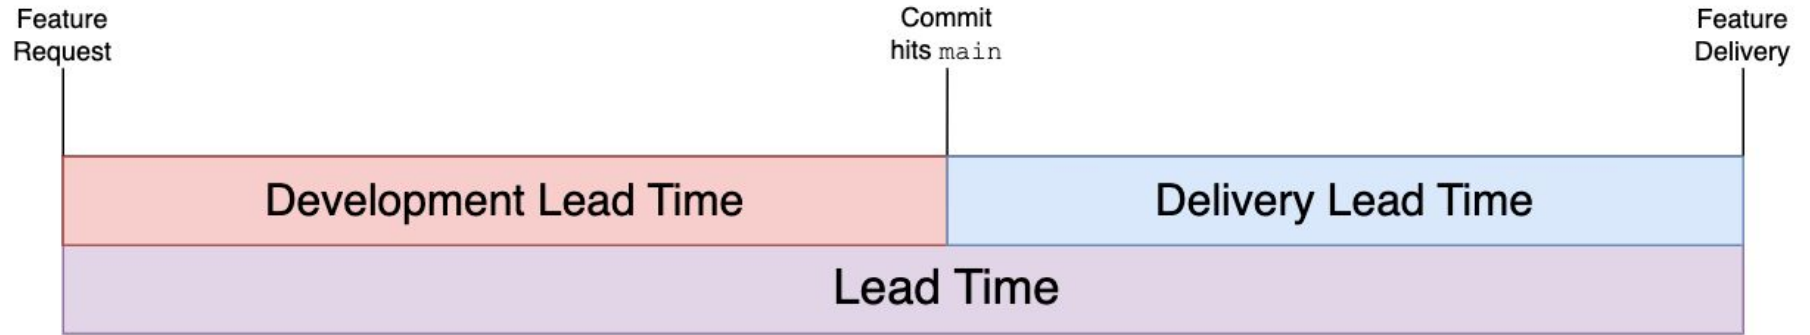 Feature
Request
Commit
hits main
Feature
Delivery
Development Lead Time
Delivery Lead Time
Lead Time